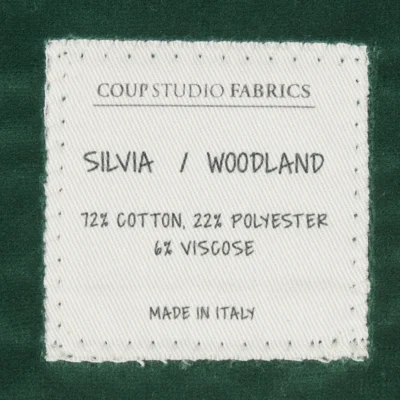 COUP STUDIO FABRICS
SILVIA / WOODLAND
72% COTTON, 22% POLYESTER
6% VISCOSE
MADE IN ITALY